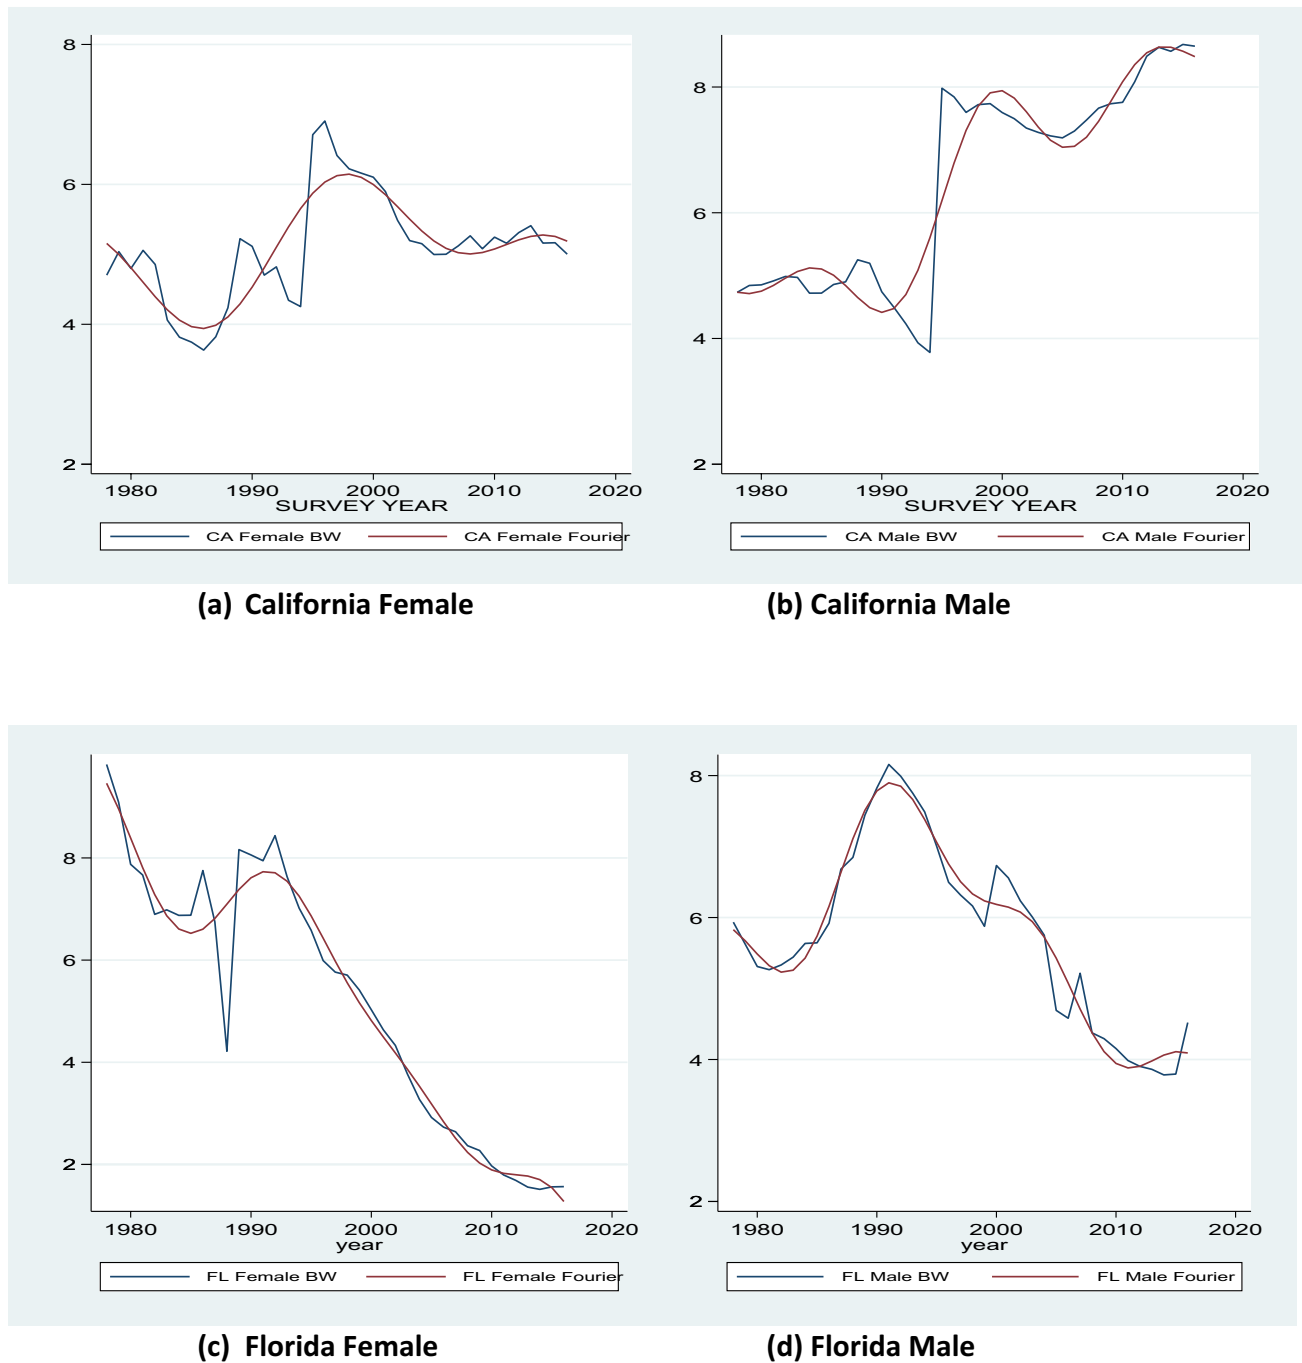 8
6
4
2
1980 1990 2000 2010 2020
SURVEY YEAR
CA Female BW CA Female Fourier
(a) California Female
8
6
4
2
1980 1990 2000 2010 2020
SURVEY YEAR
CA Male BW CA Male Fourier
(b) California Male
8
6
4
2
1980 1990 2000 2010 2020
year
FL Female BW FL Female Fourier
(c) Florida Female
8
6
4
2
1980 1990 2000 2010 2020
year
FL Male BW FL Male Fourier
(d) Florida Male